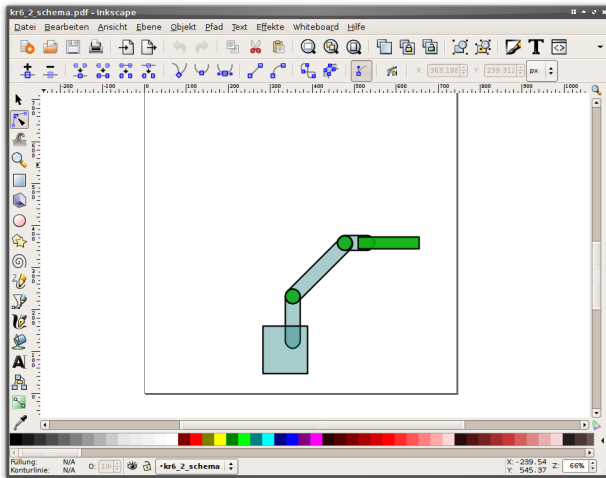 kr6_2_schema.pdf - Inkscape
Datei Bearbeiten Ansicht Ebene Objekt Pfad Text Effekte Whiteboard Hilfe
X: 363.188 Y: 239.312 px
-200 -100 0 100 200 300 400 500 600 700 800 900 1000
Füllung: N/A
Konturlinie: N/A
O: 10
·kr6_2_schema
X: -239.54
Y: 545.37
Z: 66%